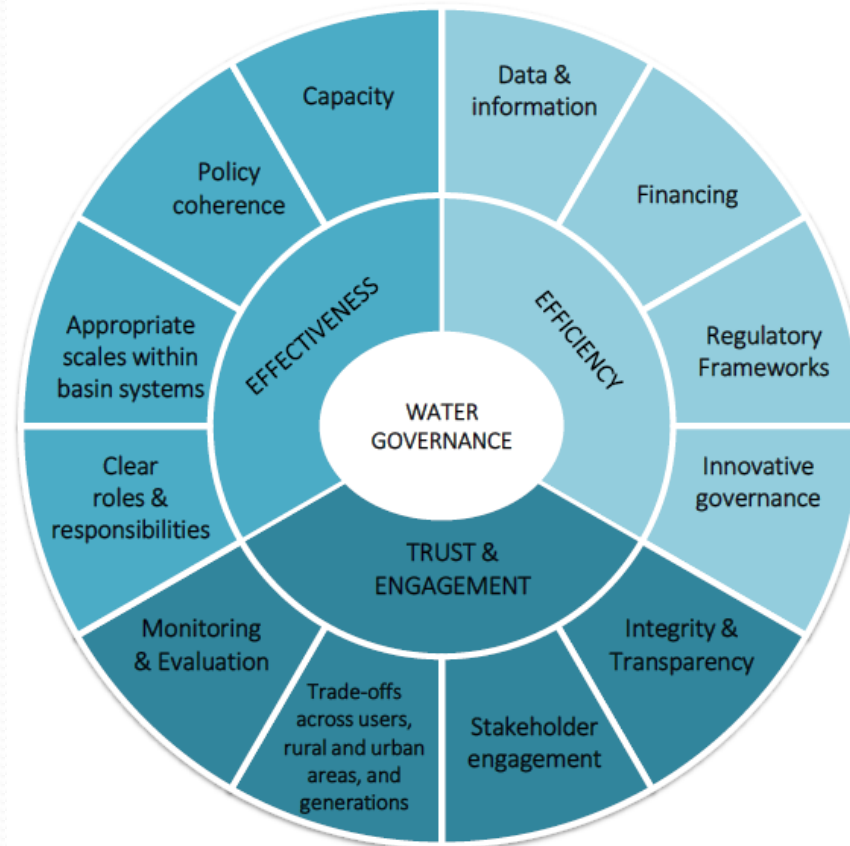 Capacity
Data &
information
Policy
coherence
Financing
Appropriate
scales within
basin systems
EFFECTIVENESS
EFFICIENCY
Regulatory
Frameworks
WATER
GOVERNANCE
Clear
roles &
responsibilities
Innovative
governance
TRUST &
ENGAGEMENT
Monitoring
& Evaluation
Trade-offs
across users,
rural and urban
areas, and
generations
Stakeholder
engagement
Integrity &
Transparency